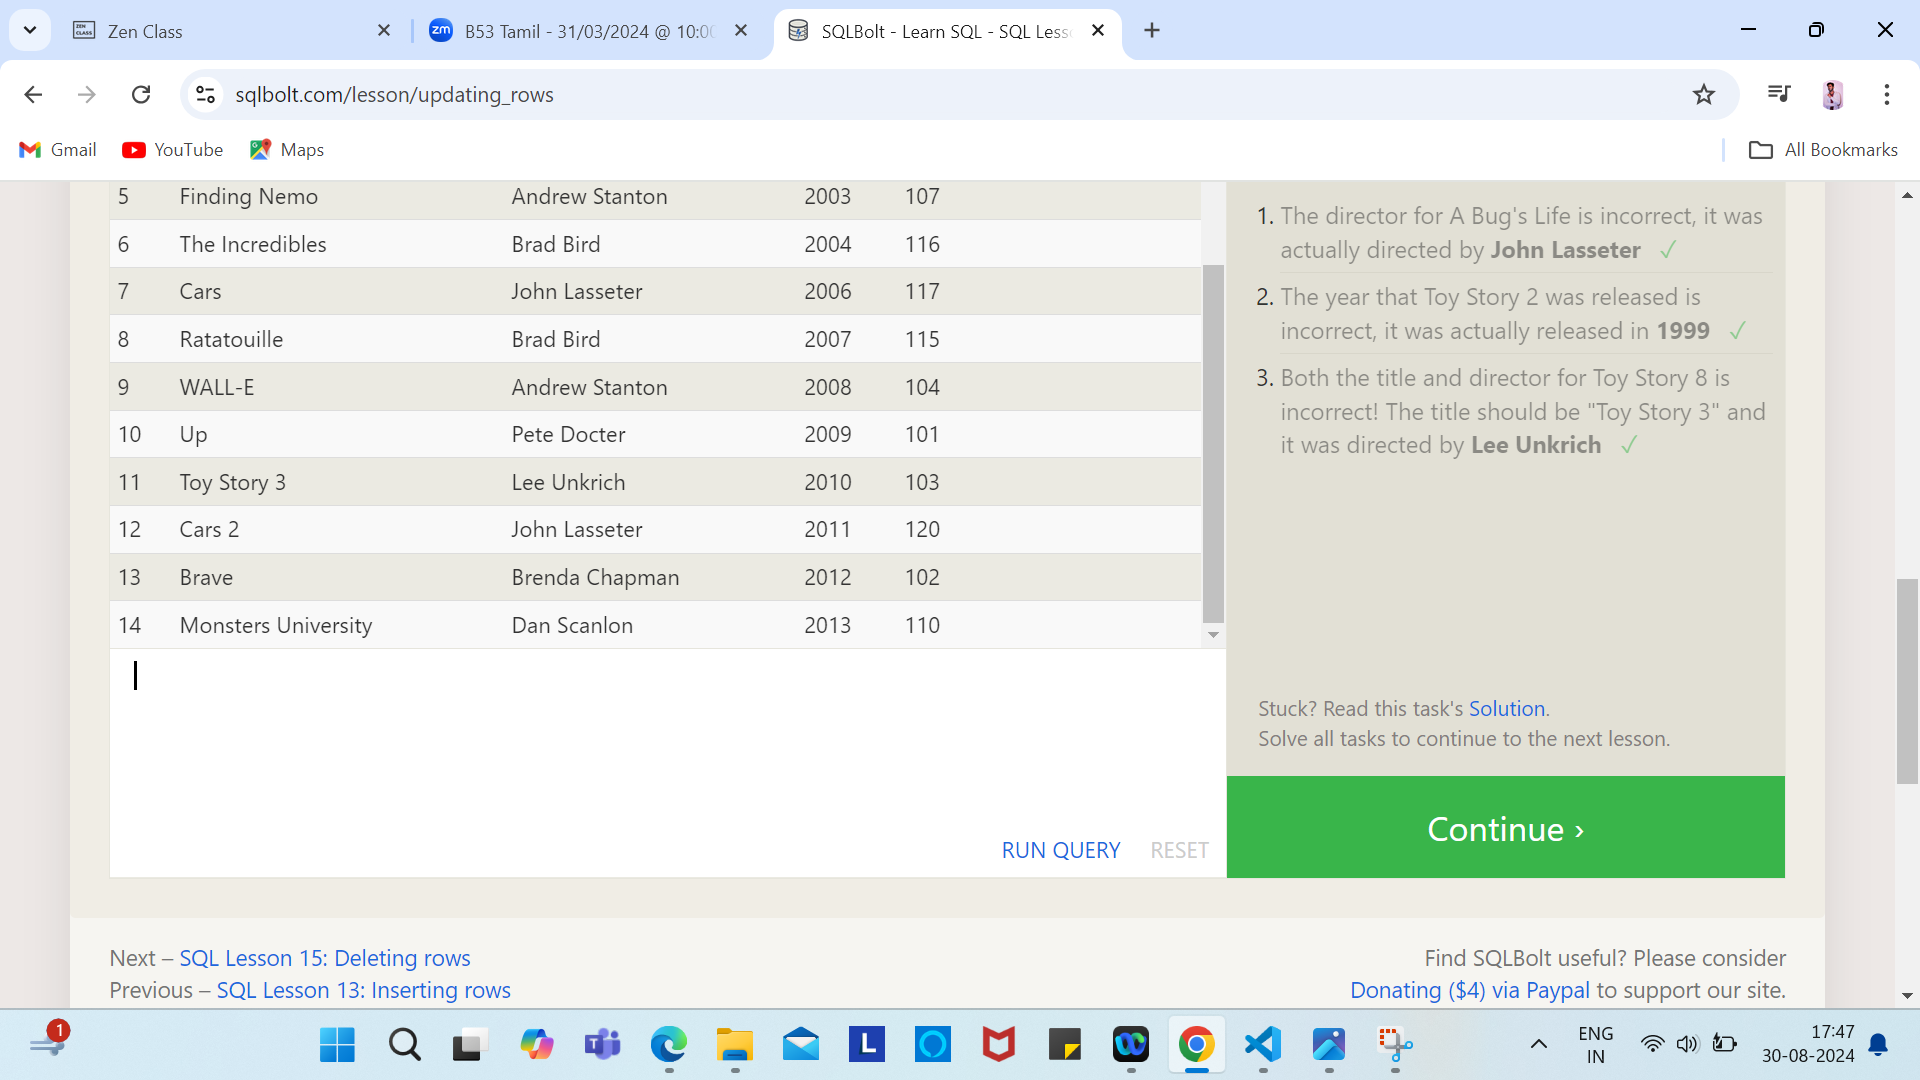 Zen Class
B53 Tamil - 31/03/2024 @ 10:00
SQLBolt - Learn SQL - SQL Less
sqlbolt.com/lesson/updating_rows
Gmail YouTube Maps All Bookmarks
5 Finding Nemo Andrew Stanton 2003 107
6 The Incredibles Brad Bird 2004 116
7 Cars John Lasseter 2006 117
8 Ratatouille Brad Bird 2007 115
9 WALL-E Andrew Stanton 2008 104
10 Up Pete Docter 2009 101
11 Toy Story 3 Lee Unkrich 2010 103
12 Cars 2 John Lasseter 2011 120
13 Brave Brenda Chapman 2012 102
14 Monsters University Dan Scanlon 2013 110
RUN QUERY RESET
1. The director for A Bug's Life is incorrect, it was
actually directed by John Lasseter ✓
2. The year that Toy Story 2 was released is
incorrect, it was actually released in 1999 ✓
3. Both the title and director for Toy Story 8 is
incorrect! The title should be "Toy Story 3" and
it was directed by Lee Unkrich ✓
Stuck? Read this task's Solution.
Solve all tasks to continue to the next lesson.
Continue ›
Next – SQL Lesson 15: Deleting rows
Previous – SQL Lesson 13: Inserting rows
Find SQLBolt useful? Please consider
Donating ($4) via Paypal to support our site.
1
ENG
IN
17:47
30-08-2024